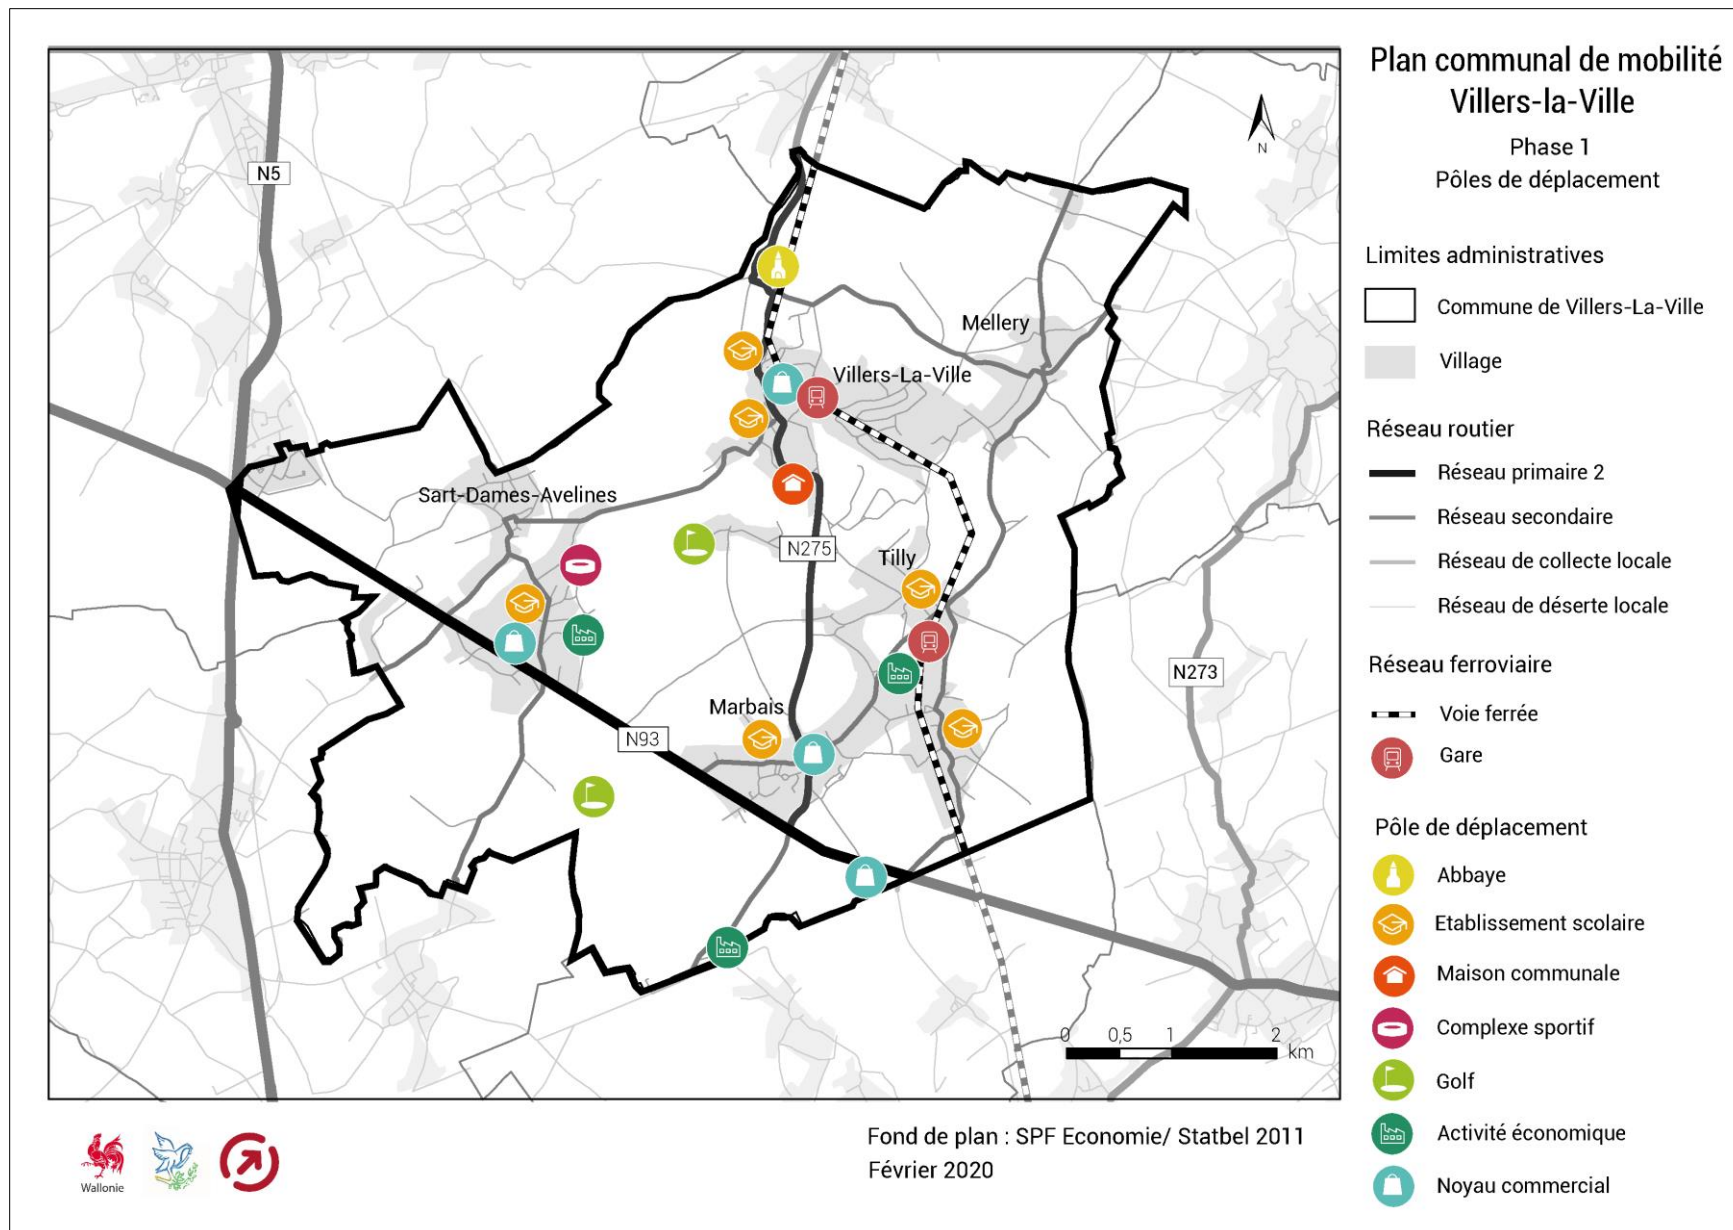 Plan communal de mobilité
Villers-la-Ville
Phase 1
Pôles de déplacement
Limites administratives
Commune de Villers-La-Ville
Village
Réseau routier
Réseau primaire 2
Réseau secondaire
Réseau de collecte locale
Réseau de déserte locale
Réseau ferroviaire
Voie ferrée
Gare
Pôle de déplacement
Abbaye
Etablissement scolaire
Maison communale
Complexe sportif
Golf
Activité économique
Noyau commercial
N
N5
Mellery
Villers-La-Ville
Sart-Dames-Avelines
N275
Tilly
N273
Marbais
N93
0 0,5 1 2
km
Fond de plan : SPF Economie/ Statbel 2011
Février 2020
Wallonie